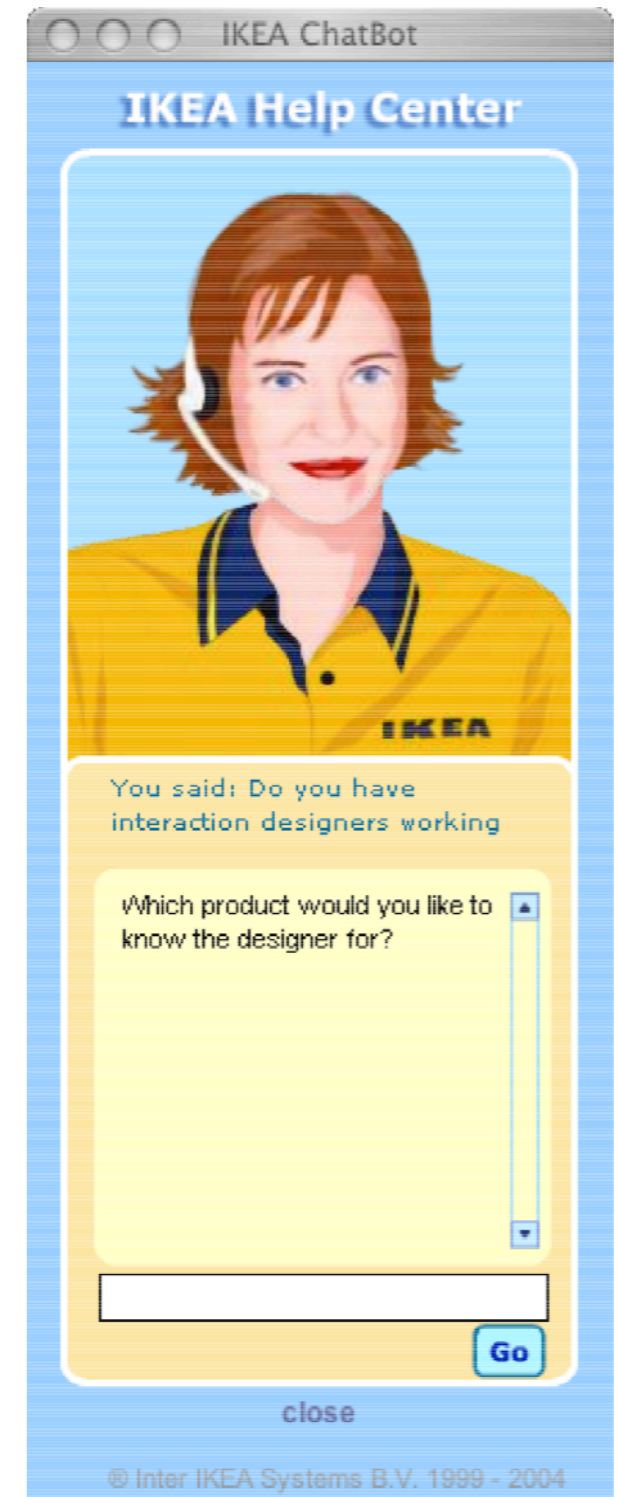 IKEA ChatBot
IKEA Help Center
IKEA
You said: Do you have
interaction designers working
Which product would you like to
know the designer for?
Go
close
® Inter IKEA Systems B.V. 1999 - 2004